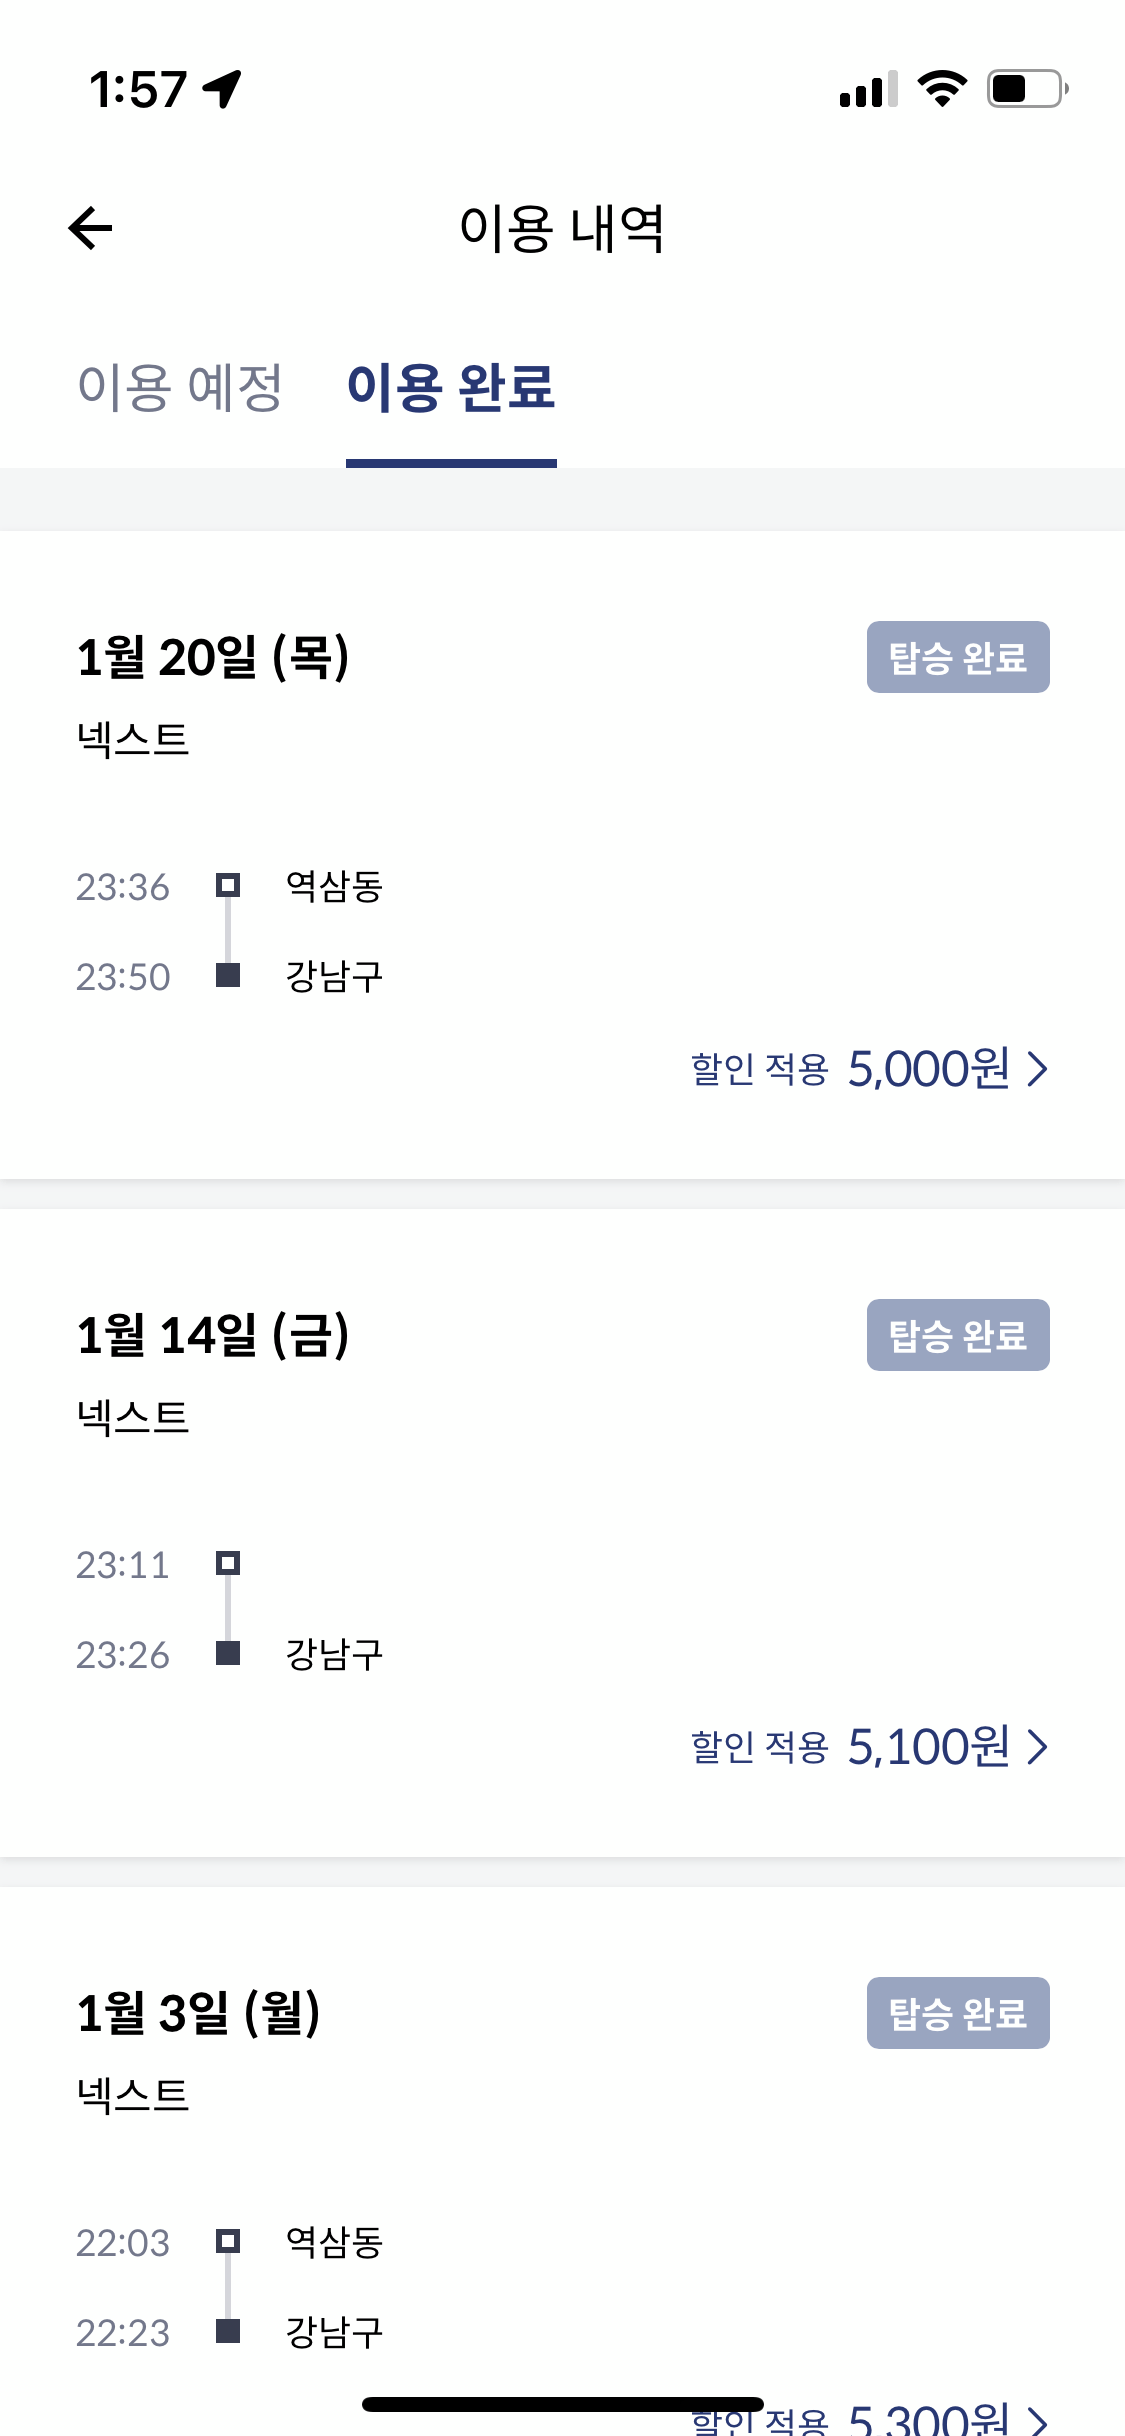 1:57
이용 내역
이용 예정 이용 완료
1월 20일 (목) 탑승 완료
넥스트
23:36 역삼동
23:50 강남구
할인 적용 5,000원
1월 14일 (금) 탑승 완료
넥스트
23:11
23:26 강남구
할인 적용 5,100원
1월 3일 (월) 탑승 완료
넥스트
22:03 역삼동
22:23 강남구
할인 적용 5,300원